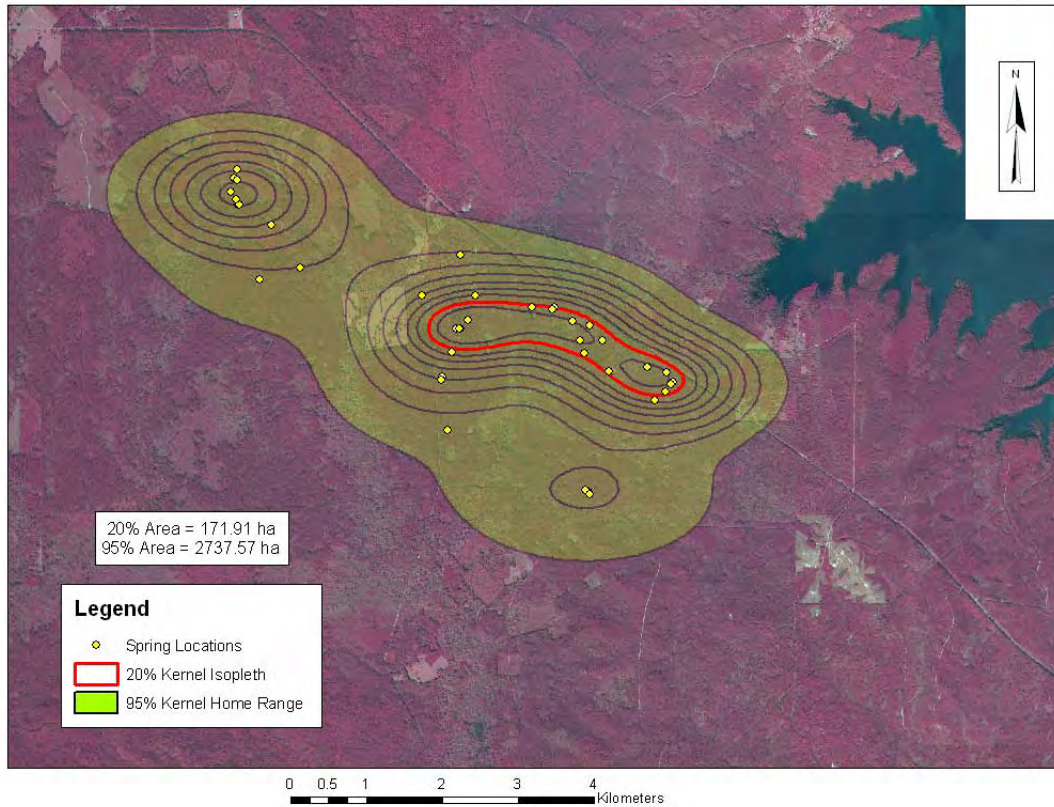 N
20% Area = 171.91 ha
95% Area = 2737.57 ha
Legend
Spring Locations
20% Kernel Isopleth
95% Kernel Home Range
0 0.5 1 2 3 4
Kilometers